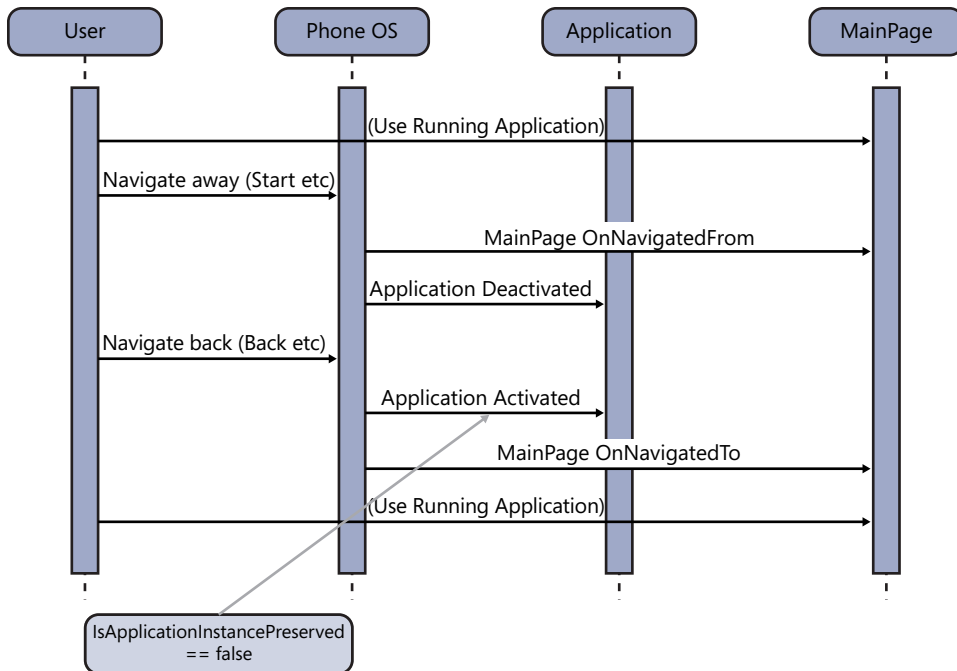 User
Phone OS
Application
MainPage
(Use Running Application)
Navigate away (Start etc)
MainPage OnNavigatedFrom
Application Deactivated
Navigate back (Back etc)
Application Activated
MainPage OnNavigatedTo
(Use Running Application)
IsApplicationInstancePreserved
== false